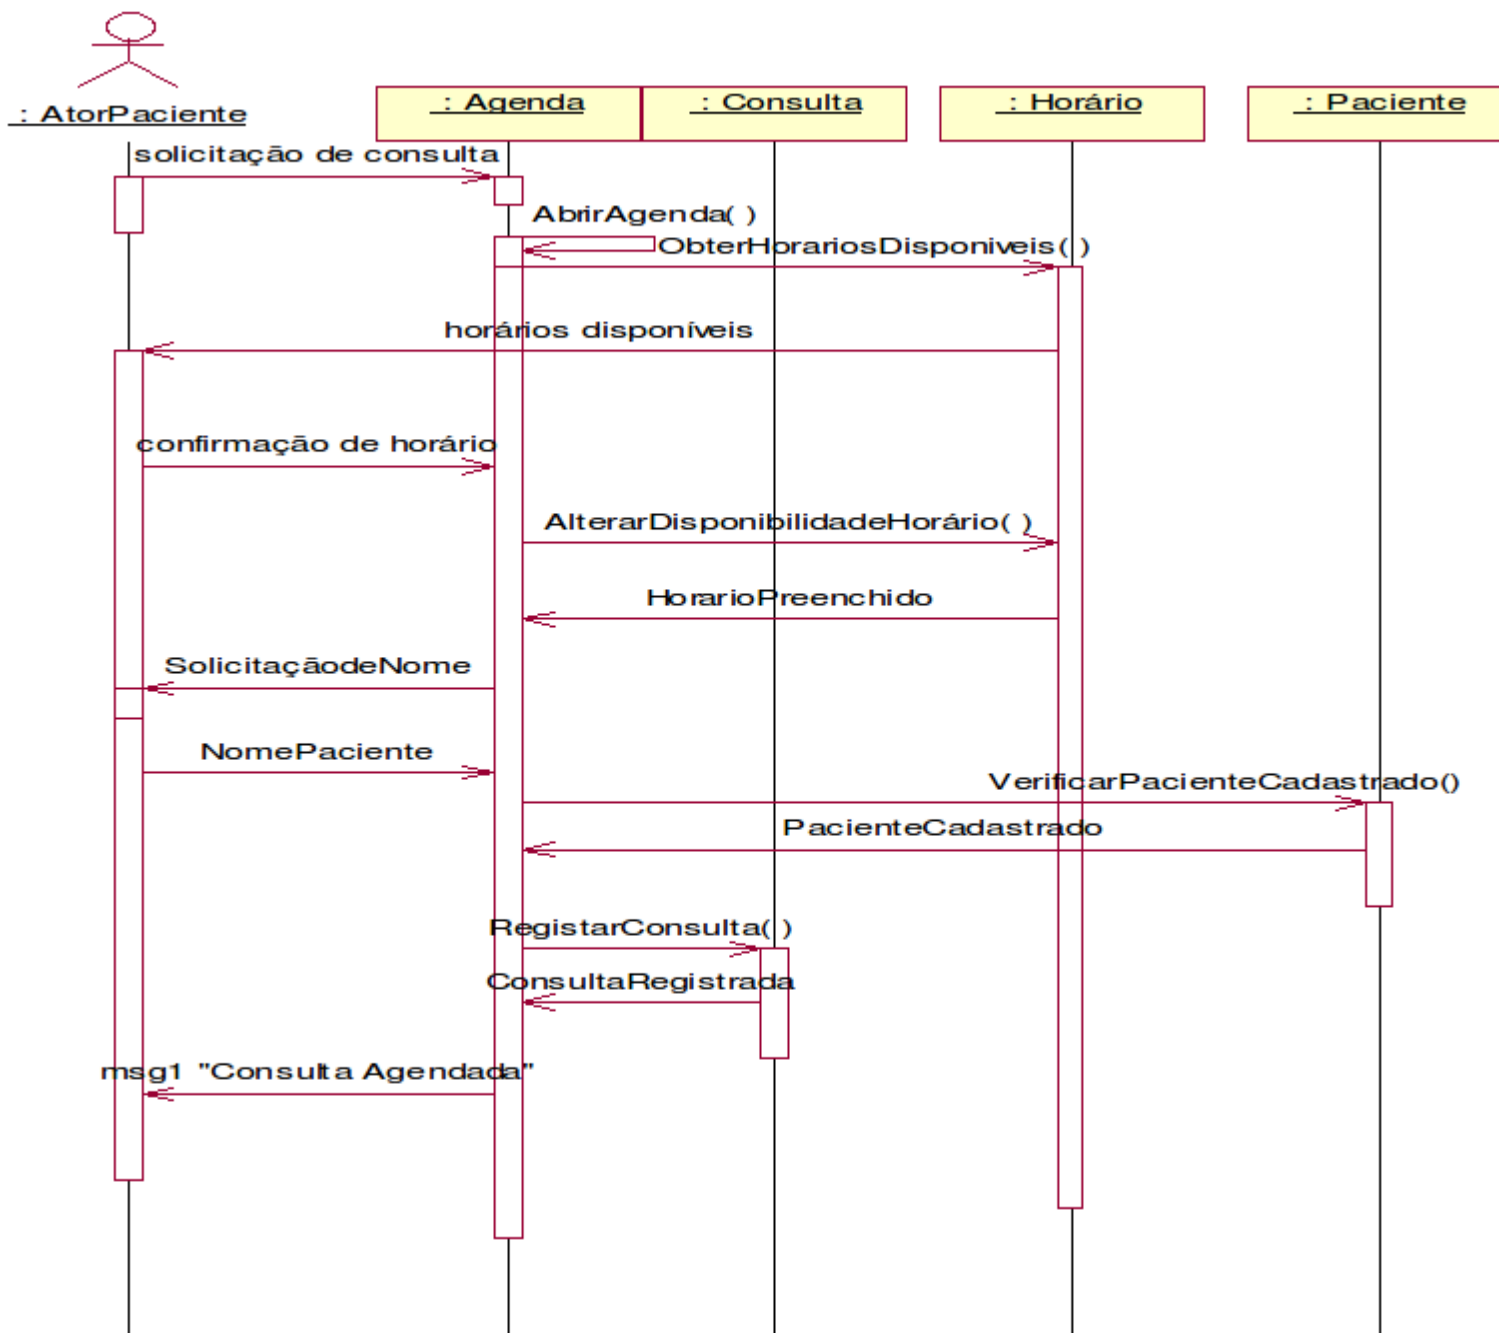 : AtorPaciente
: Agenda
: Consulta
: Horário
: Paciente
solicitação de consulta
AbrirAgenda( )
ObterHorariosDisponiveis( )
horários disponíveis
confirmação de horário
AlterarDisponibilidadeHorário( )
HorarioPreenchido
SolicitaçãodeNome
NomePaciente
VerificarPacienteCadastrado()
PacienteCadastrado
RegistarConsulta( )
ConsultaRegistrada
msg1 "Consulta Agendada"